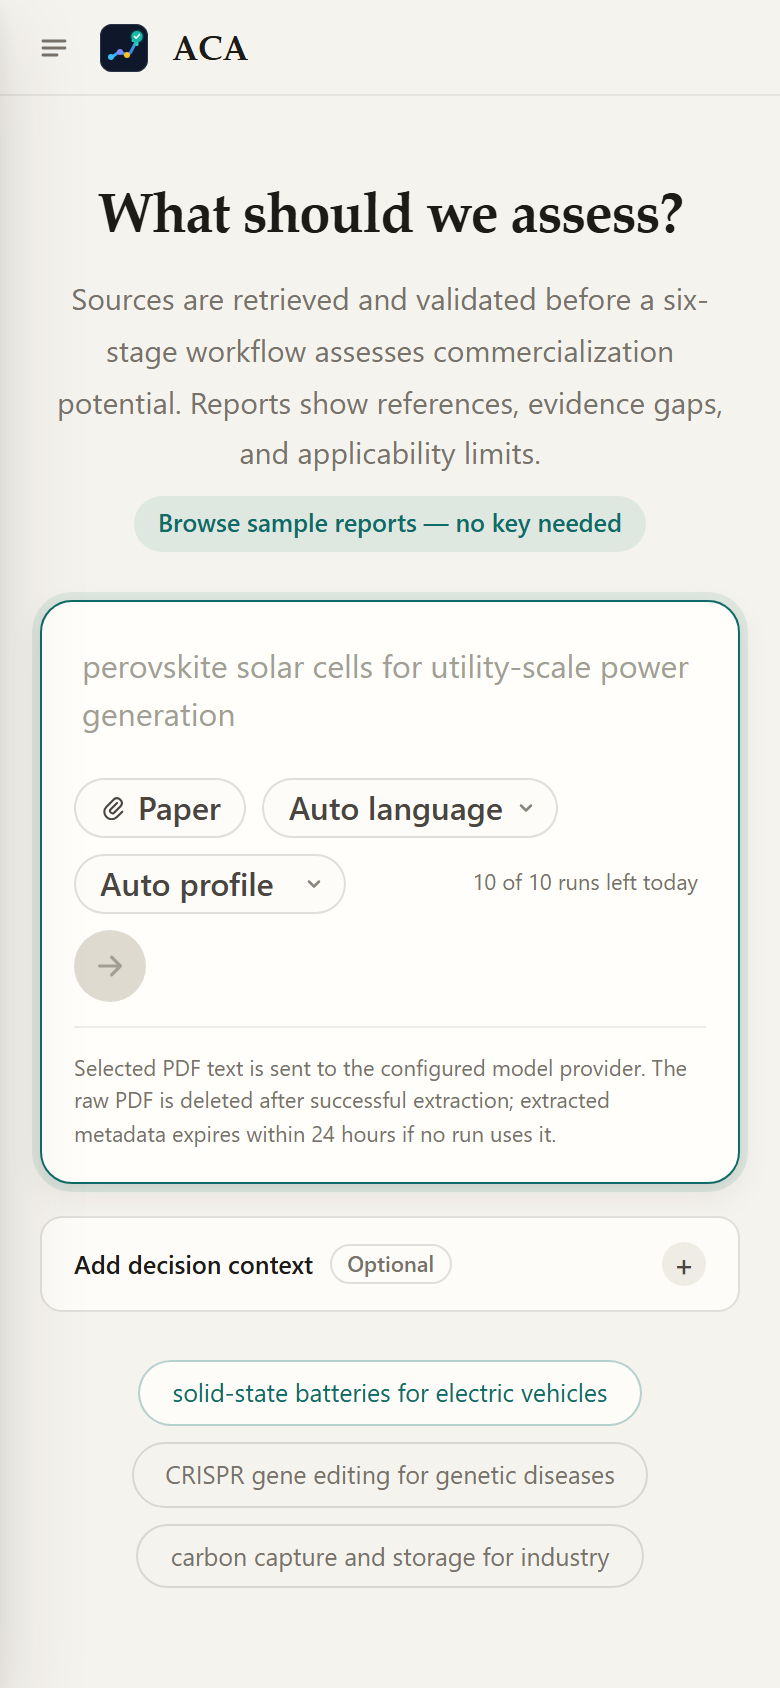 ACA
What should we assess?
Sources are retrieved and validated before a six-
stage workflow assesses commercialization
potential. Reports show references, evidence gaps,
and applicability limits.
Browse sample reports — no key needed
perovskite solar cells for utility-scale power
generation
Paper
Auto language
Auto profile
10 of 10 runs left today
Selected PDF text is sent to the configured model provider. The
raw PDF is deleted after successful extraction; extracted
metadata expires within 24 hours if no run uses it.
Add decision context
Optional
+
solid-state batteries for electric vehicles
CRISPR gene editing for genetic diseases
carbon capture and storage for industry